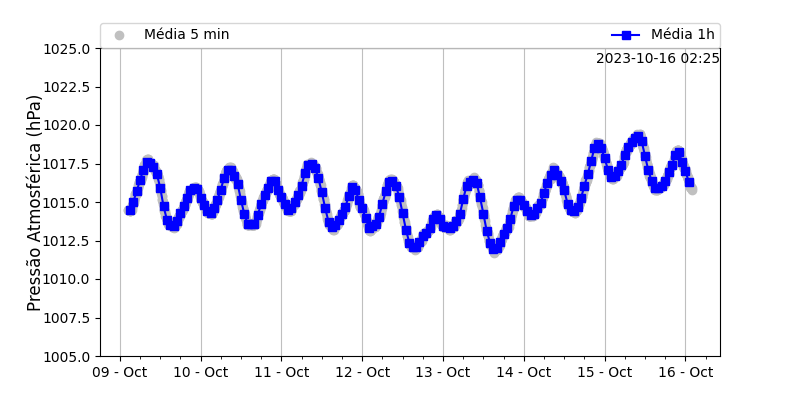 Média 5 min
Média 1h
2023-10-16 02:25
Pressão Atmosférica (hPa)
1025.0
1022.5
1020.0
1017.5
1015.0
1012.5
1010.0
1007.5
1005.0
09 - Oct
10 - Oct
11 - Oct
12 - Oct
13 - Oct
14 - Oct
15 - Oct
16 - Oct